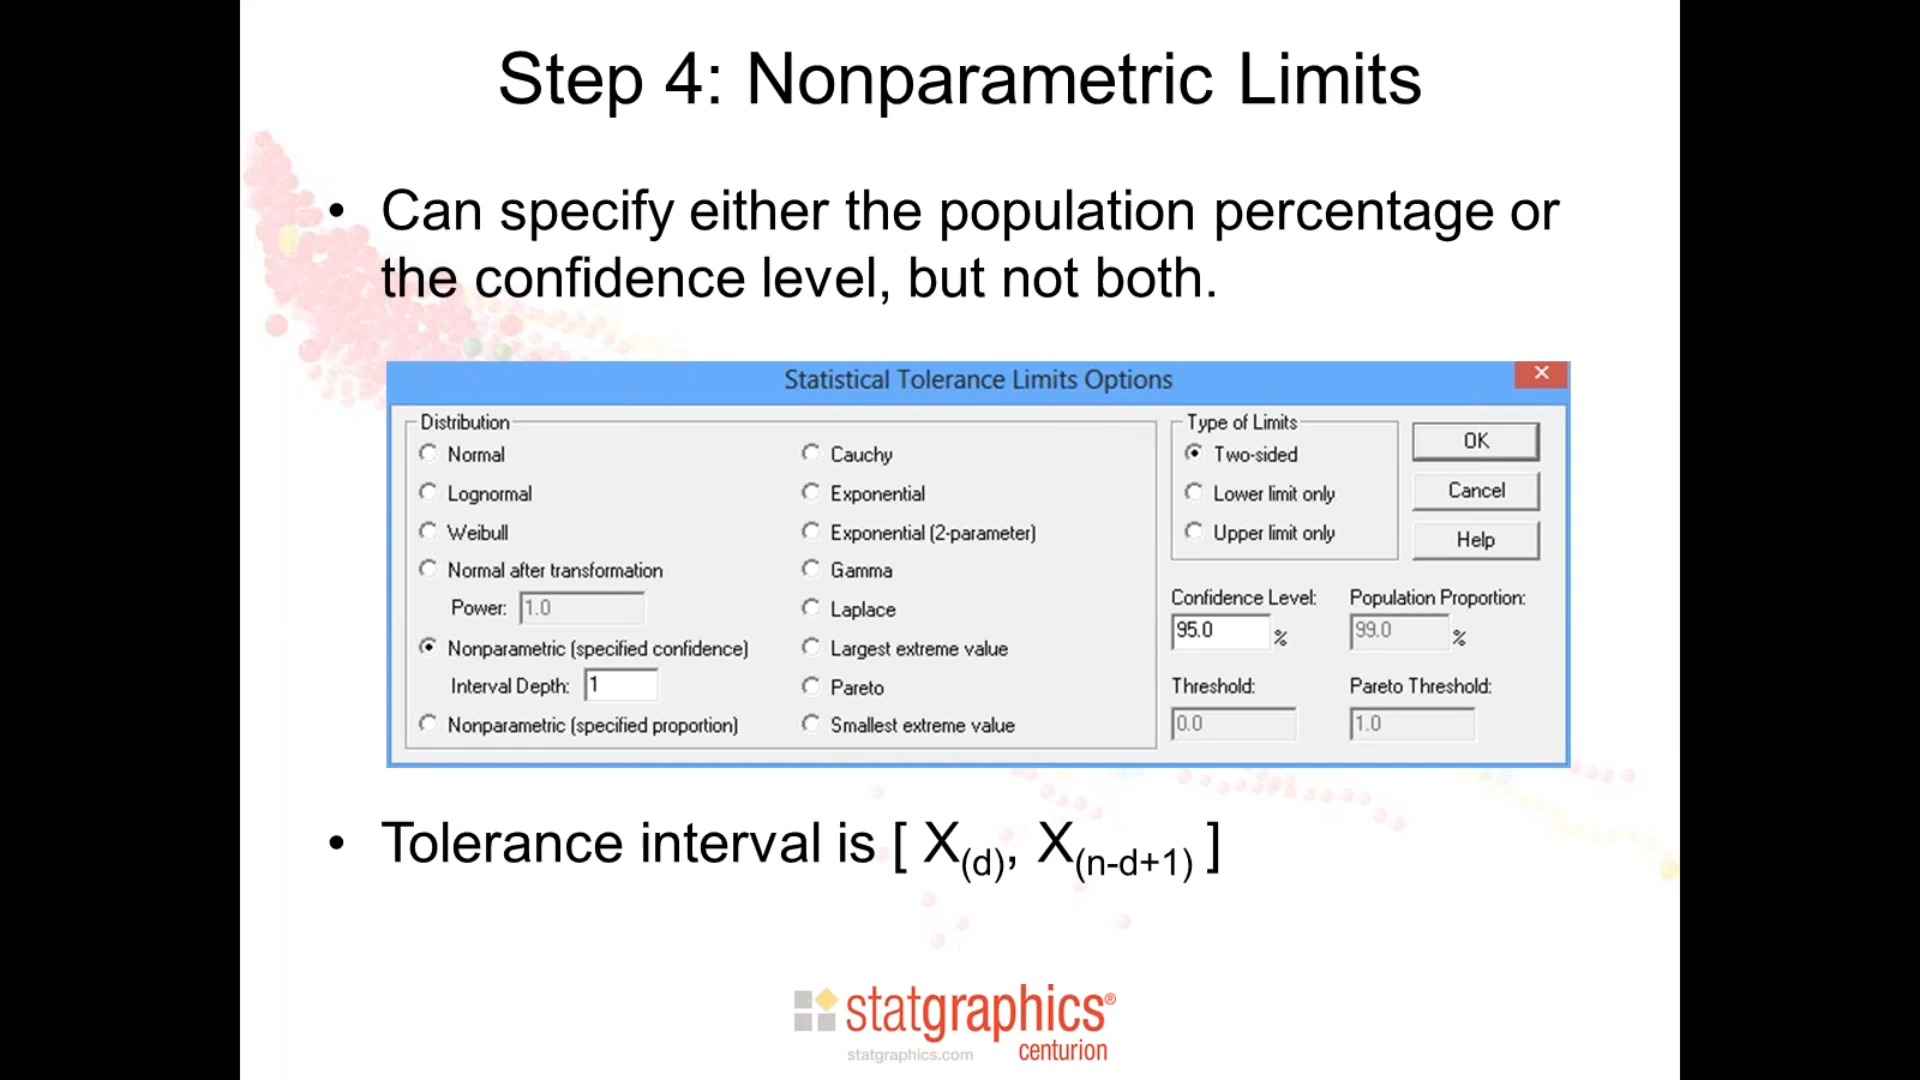 Step 4: Nonparametric Limits
• Can specify either the population percentage or
the confidence level, but not both.
Statistical Tolerance Limits Options
Distribution
Normal
Lognormal
Weibull
Normal after transformation
Power: 1.0
Nonparametric (specified confidence)
Interval Depth: 1
Nonparametric (specified proportion)
Cauchy
Exponential
Exponential (2-parameter)
Gamma
Laplace
Largest extreme value
Pareto
Smallest extreme value
Type of Limits
Two-sided
Lower limit only
Upper limit only
OK
Cancel
Help
Confidence Level: Population Proportion:
95.0 % 99.0 %
Threshold: Pareto Threshold:
0.0 1.0
• Tolerance interval is [ X(d), X(n-d+1) ]
statgraphics®
statgraphics.com centurion